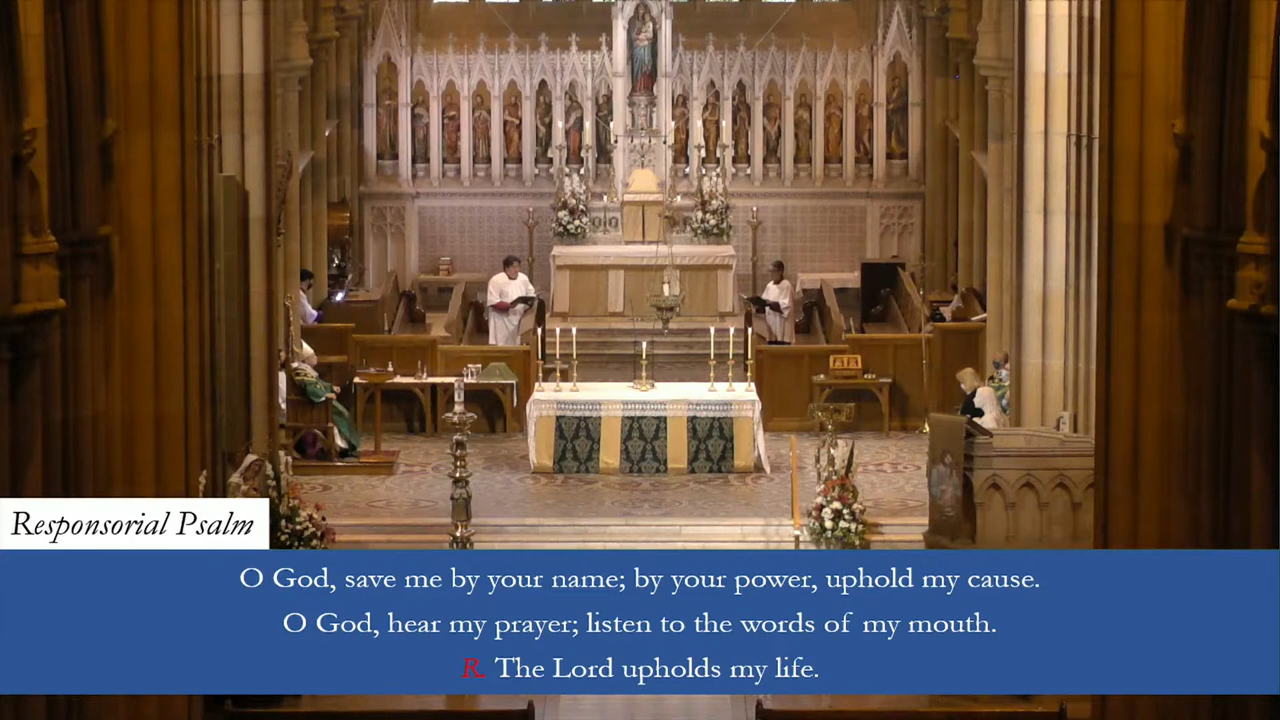 Responsorial Psalm
O God, save me by your name; by your power, uphold my cause.
O God, hear my prayer; listen to the words of my mouth.
R. The Lord upholds my life.